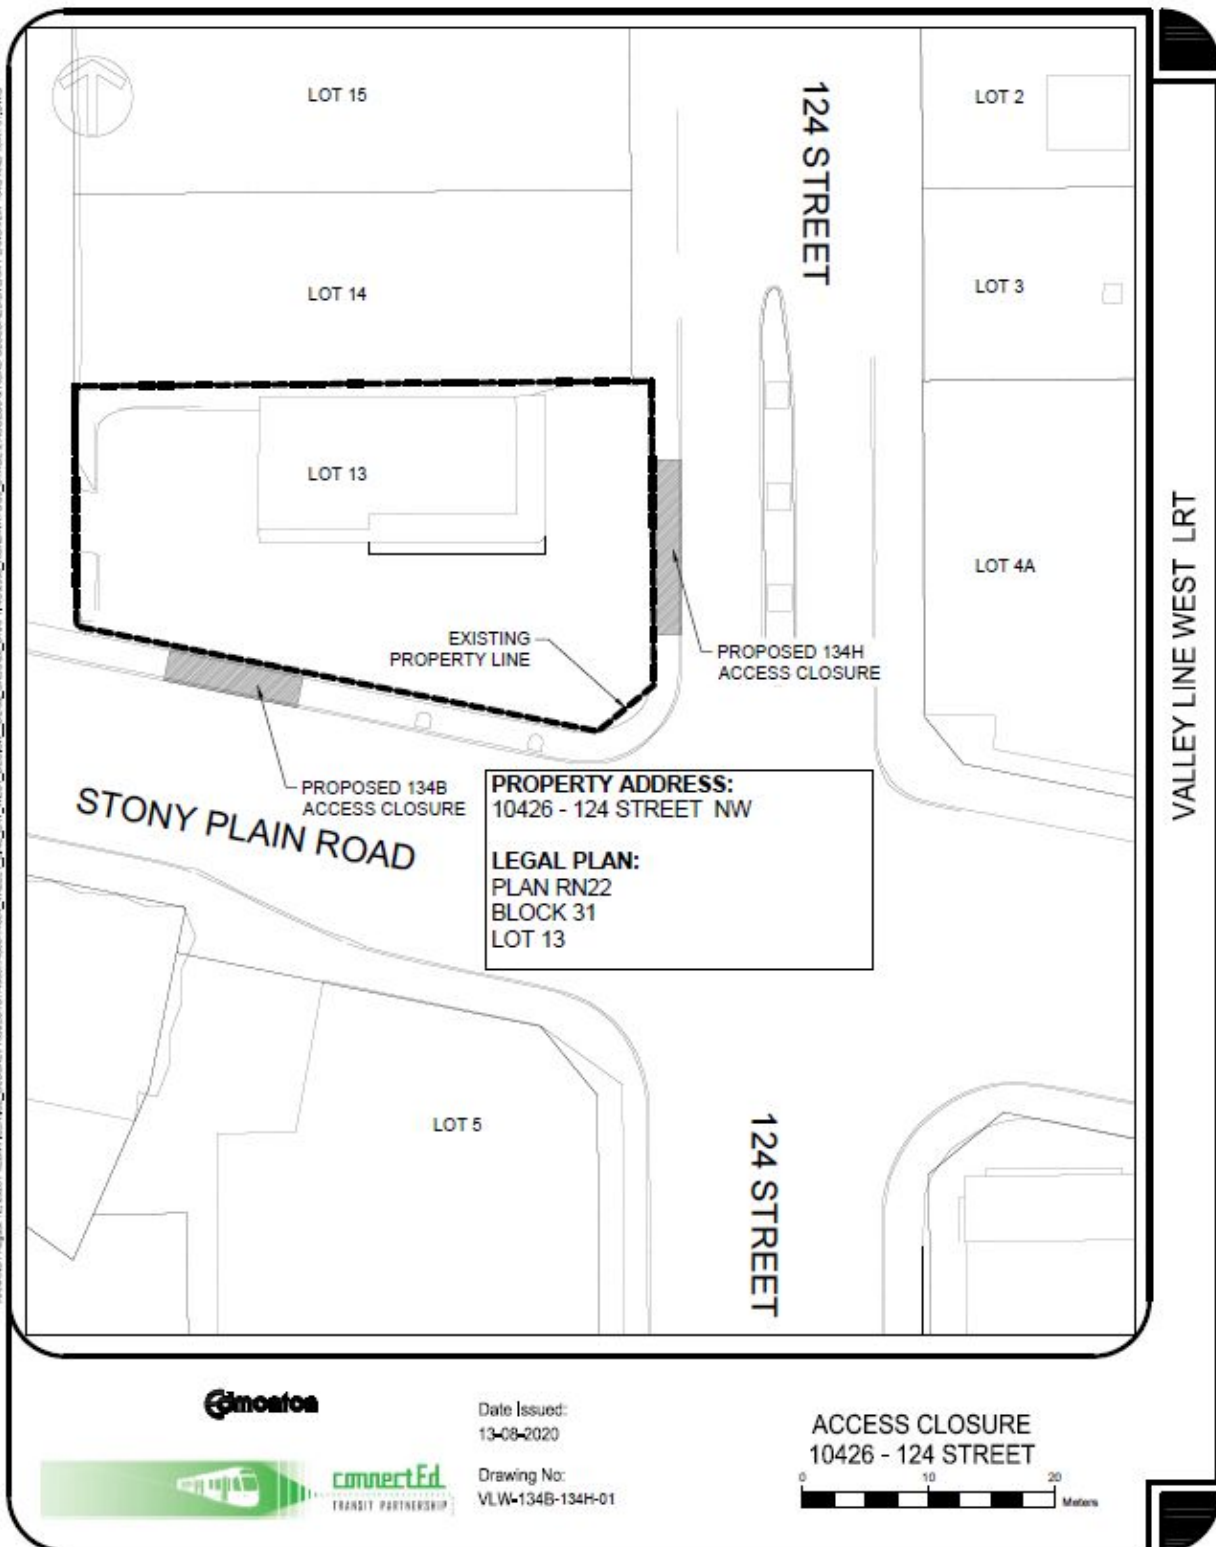 LOT 15
124 STREET
LOT 2
LOT 14
LOT 3
LOT 13
LOT 4A
EXISTING
PROPERTY LINE
PROPOSED 134H
ACCESS CLOSURE
VALLEY LINE WEST LRT
PROPOSED 134B
ACCESS CLOSURE
STONY PLAIN ROAD
PROPERTY ADDRESS:
10426 - 124 STREET NW
LEGAL PLAN:
PLAN RN22
BLOCK 31
LOT 13
LOT 5
124 STREET
Edmonton
connectEd
TRANSIT PARTNERSHIP
Date Issued:
13-08-2020
Drawing No:
VLW-134B-134H-01
ACCESS CLOSURE
10426 - 124 STREET
0 10 20
Meters